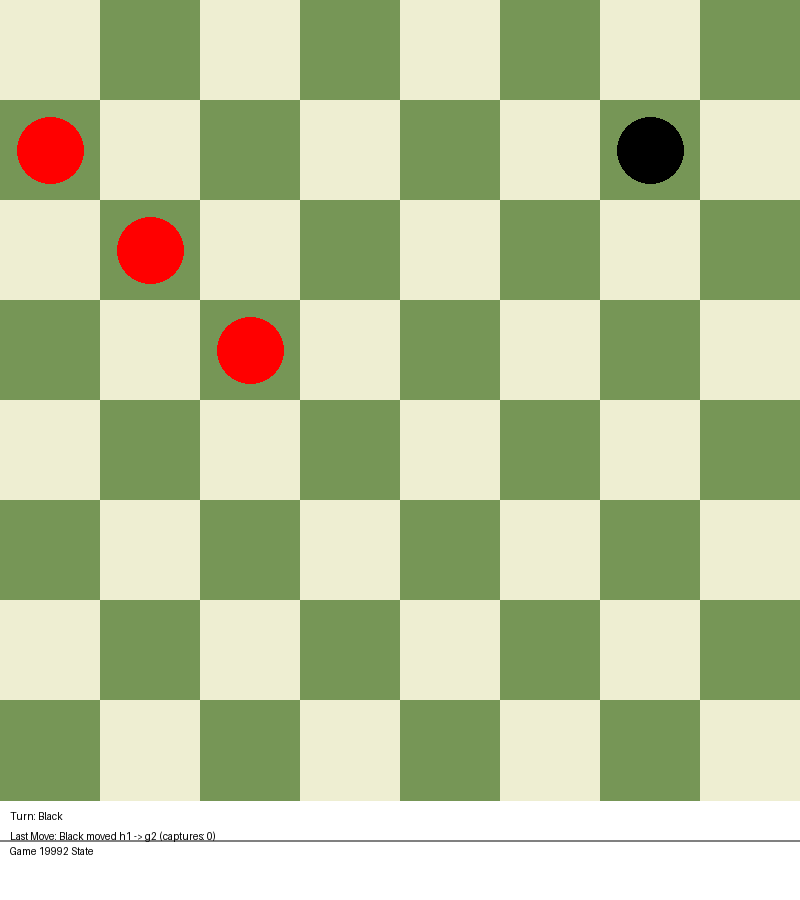 Turn: Black
Last Move: Black moved h1 -> g2 (captures: 0)
Game 19992 State